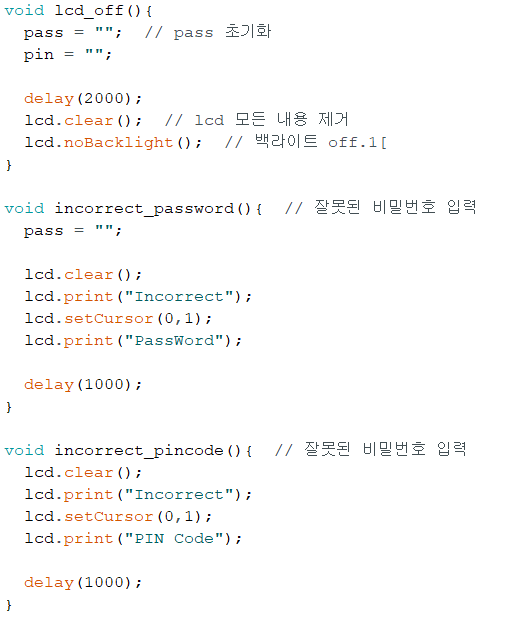 void lcd_off(){
  pass = "";  // pass 초기화
  pin = "";

  delay(2000);
  lcd.clear();  // lcd 모든 내용 제거
  lcd.noBacklight();  // 백라이트 off.1[
}

void incorrect_password(){  // 잘못된 비밀번호 입력
  pass = "";

  lcd.clear();
  lcd.print("Incorrect");
  lcd.setCursor(0,1);
  lcd.print("PassWord");

  delay(1000);
}

void incorrect_pincode(){  // 잘못된 비밀번호 입력
  lcd.clear();
  lcd.print("Incorrect");
  lcd.setCursor(0,1);
  lcd.print("PIN Code");

  delay(1000);
}